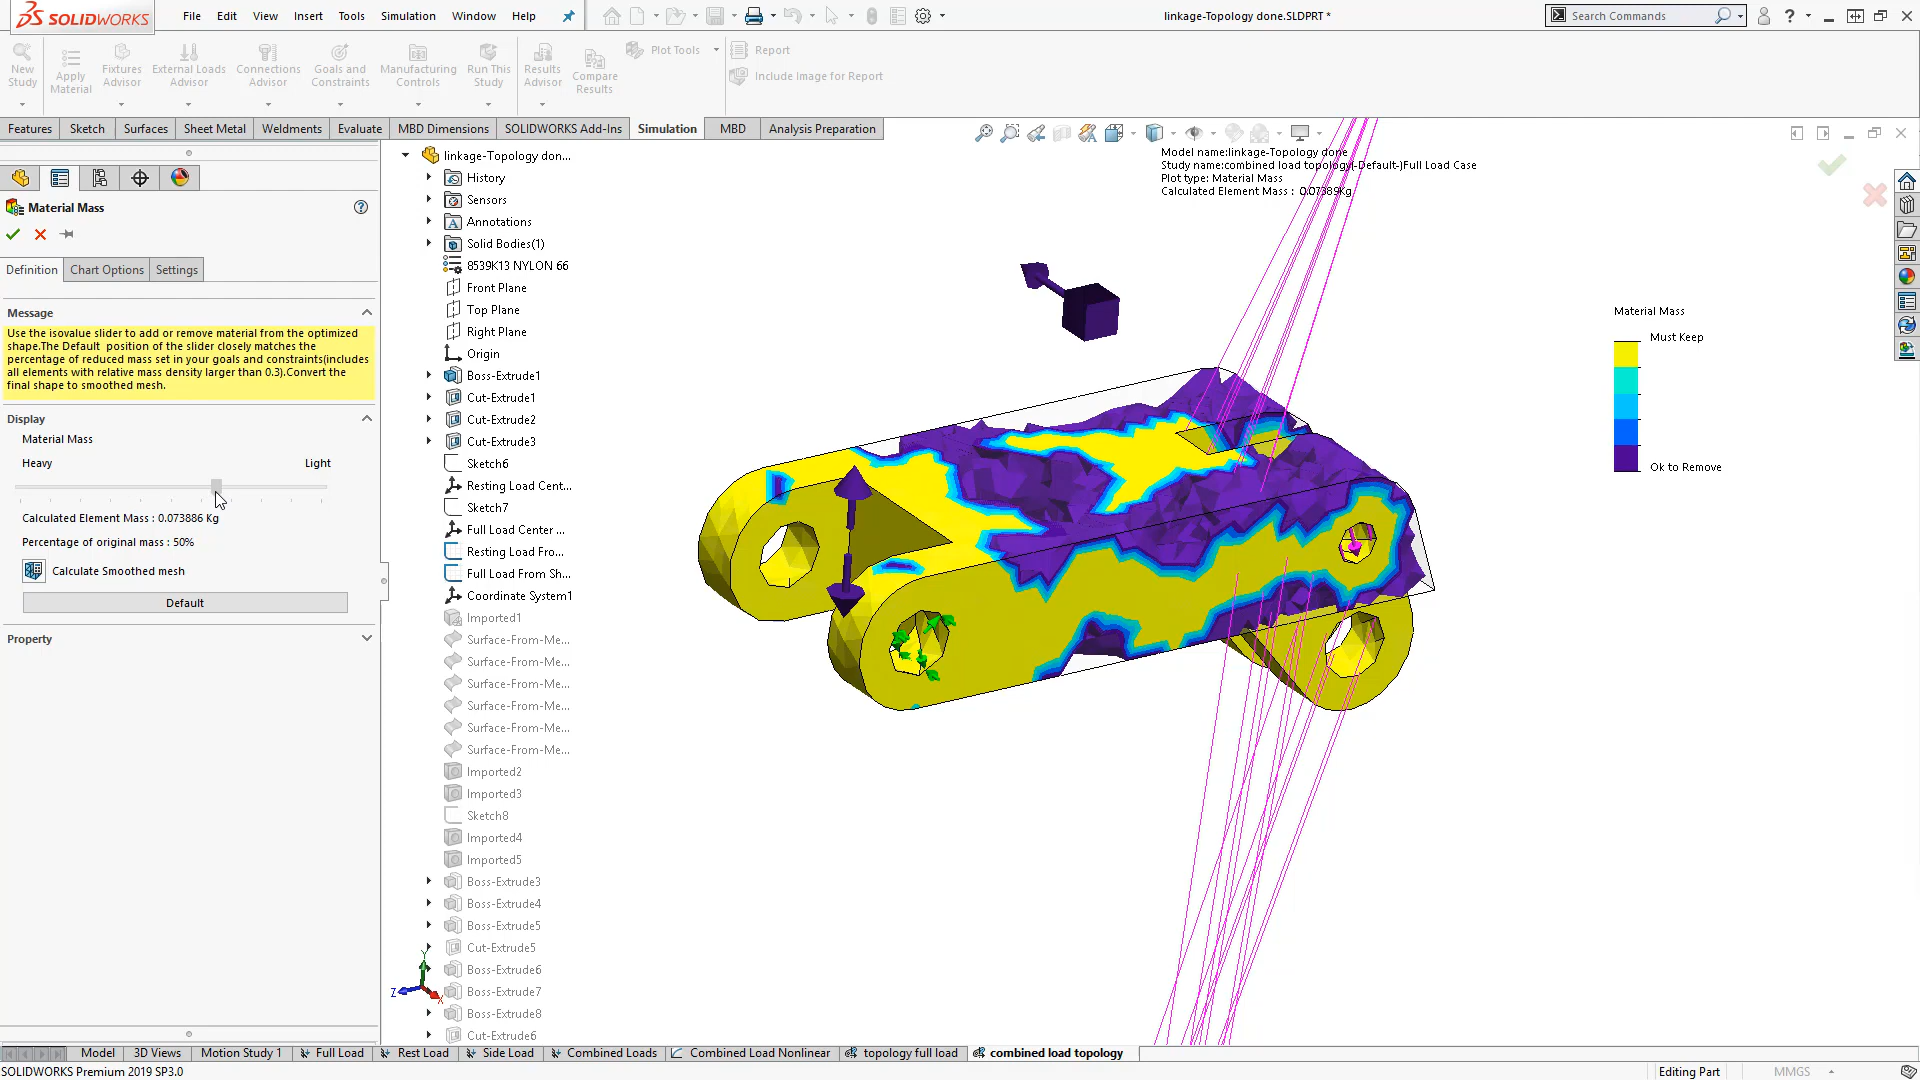 SOLIDWORKS
File
Edit
View
Insert
Tools
Simulation
Window
Help
linkage-Topology done.SLDPRT *
Search Commands
New Study
Apply Material
Fixtures Advisor
External Loads Advisor
Connections Advisor
Goals and Constraints
Manufacturing Controls
Run This Study
Results Advisor
Compare Results
Plot Tools
Report
Include Image for Report
Features
Sketch
Surfaces
Sheet Metal
Weldments
Evaluate
MBD Dimensions
SOLIDWORKS Add-Ins
Simulation
MBD
Analysis Preparation
Material Mass
Definition
Chart Options
Settings
Message
Use the isovalue slider to add or remove material from the optimized
shape.The Default position of the slider closely matches the
percentage of reduced mass set in your goals and constraints(includes
all elements with relative mass density larger than 0.3).Convert the
final shape to smoothed mesh.
Display
Material Mass
Heavy
Light
Calculated Element Mass : 0.073886 Kg
Percentage of original mass : 50%
Calculate Smoothed mesh
Default
Property
linkage-Topology don...
History
Sensors
Annotations
Solid Bodies(1)
8539K13 NYLON 66
Front Plane
Top Plane
Right Plane
Origin
Boss-Extrude1
Cut-Extrude1
Cut-Extrude2
Cut-Extrude3
Sketch6
Resting Load Cent...
Sketch7
Full Load Center ...
Resting Load Fro...
Full Load From Sh...
Coordinate System1
Imported1
Surface-From-Me...
Surface-From-Me...
Surface-From-Me...
Surface-From-Me...
Surface-From-Me...
Surface-From-Me...
Imported2
Imported3
Sketch8
Imported4
Imported5
Boss-Extrude3
Boss-Extrude4
Boss-Extrude5
Cut-Extrude5
Boss-Extrude6
Boss-Extrude7
Boss-Extrude8
Cut-Extrude6
Model name:linkage-Topology done
Study name:combined load topology(-Default-)Full Load Case
Plot type: Material Mass
Calculated Element Mass : 0.07389Kg
Material Mass
Must Keep
Ok to Remove
Y
Z
X
Model
3D Views
Motion Study 1
Full Load
Rest Load
Side Load
Combined Loads
Combined Load Nonlinear
topology full load
combined load topology
SOLIDWORKS Premium 2019 SP3.0
Editing Part
MMGS